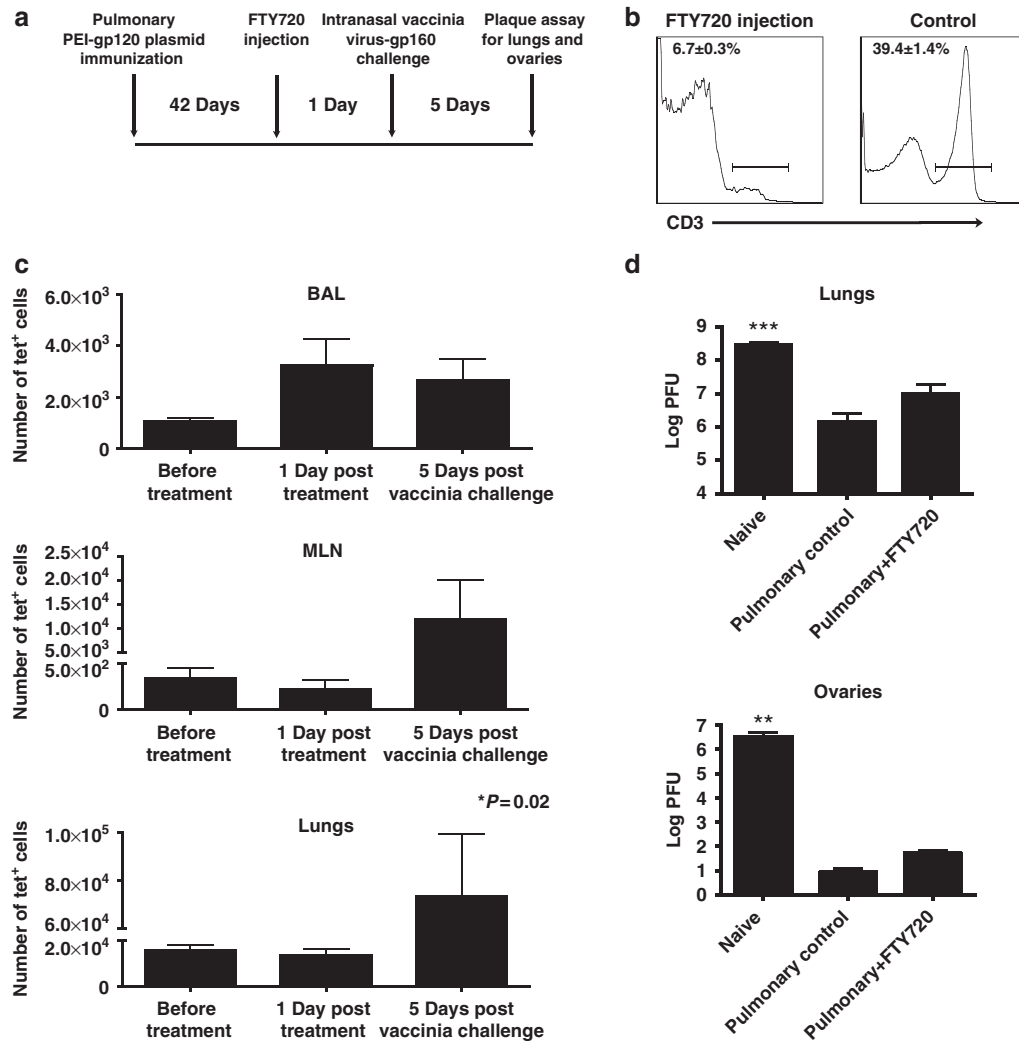 a
Pulmonary
PEI-gp120 plasmid
immunization
FTY720
injection
Intranasal vaccinia
virus-gp160
challenge
Plaque assay
for lungs and
ovaries
42 Days
1 Day
5 Days
b
FTY720 injection
Control
6.7±0.3%
39.4±1.4%
CD3
c
BAL
Number of tet⁺ cells
6.0×10³
4.0×10³
2.0×10³
0
Before
treatment
1 Day post
treatment
5 Days post
vaccinia challenge
MLN
Number of tet⁺ cells
2.5×10⁴
2.0×10⁴
1.5×10⁴
1.0×10⁴
5.0×10³
5.0×10²
0
Before
treatment
1 Day post
treatment
5 Days post
vaccinia challenge
*P=0.02
Lungs
Number of tet⁺ cells
1.0×10⁵
8.0×10⁴
6.0×10⁴
2.0×10⁴
0
Before
treatment
1 Day post
treatment
5 Days post
vaccinia challenge
d
Lungs
Log PFU
9
8
7
6
5
4
***
Naive
Pulmonary control
Pulmonary+FTY720
Ovaries
Log PFU
7
6
5
4
3
2
1
0
**
Naive
Pulmonary control
Pulmonary+FTY720